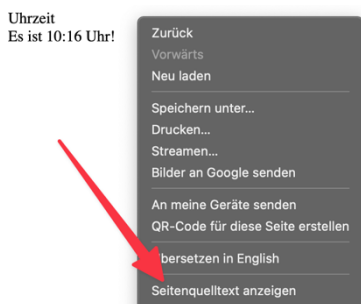 Uhrzeit
Es ist 10:16 Uhr!
Zurück
Vorwärts
Neu laden
Speichern unter...
Drucken...
Streamen...
Bilder an Google senden
An meine Geräte senden
QR-Code für diese Seite erstellen
bersetzen in English
Seitenquelltext anzeigen